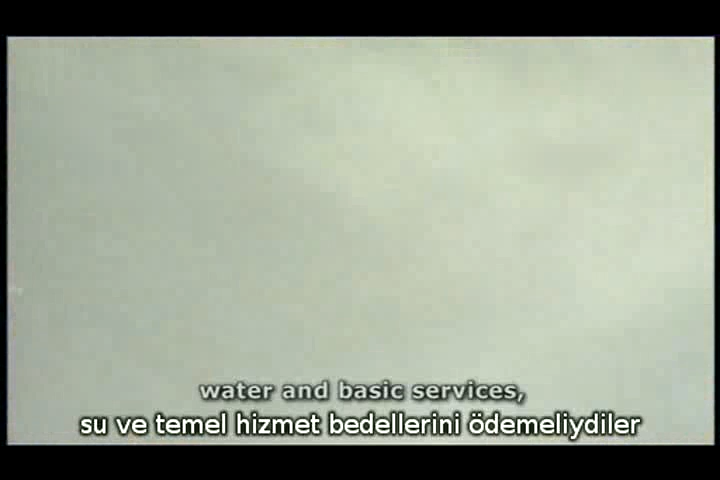 water and basic services,
su ve temel hizmet bedellerini ödemeliydiler